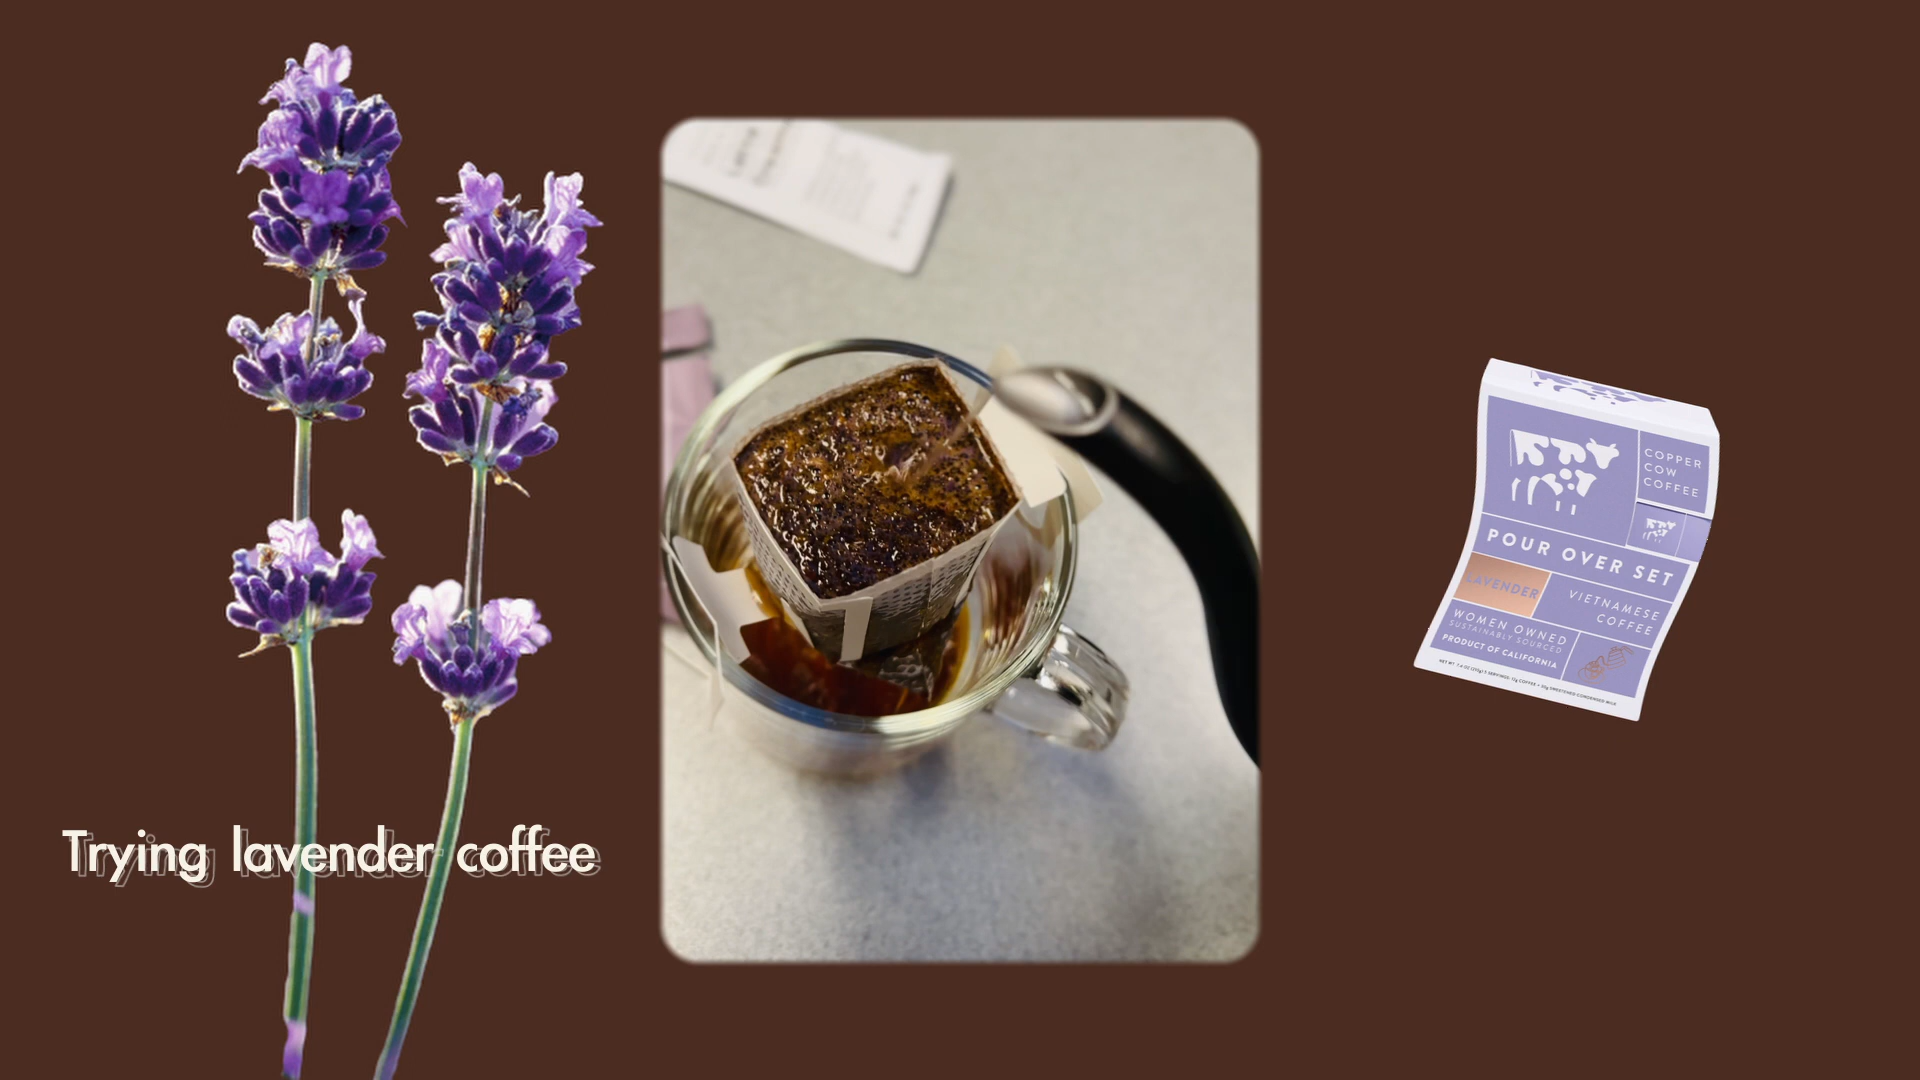 Trying lavender coffee
COPPER
COW
COFFEE
POUR OVER SET
LAVENDER
VIETNAMESE
COFFEE
WOMEN OWNED
SUSTAINABLY SOURCED
PRODUCT OF CALIFORNIA